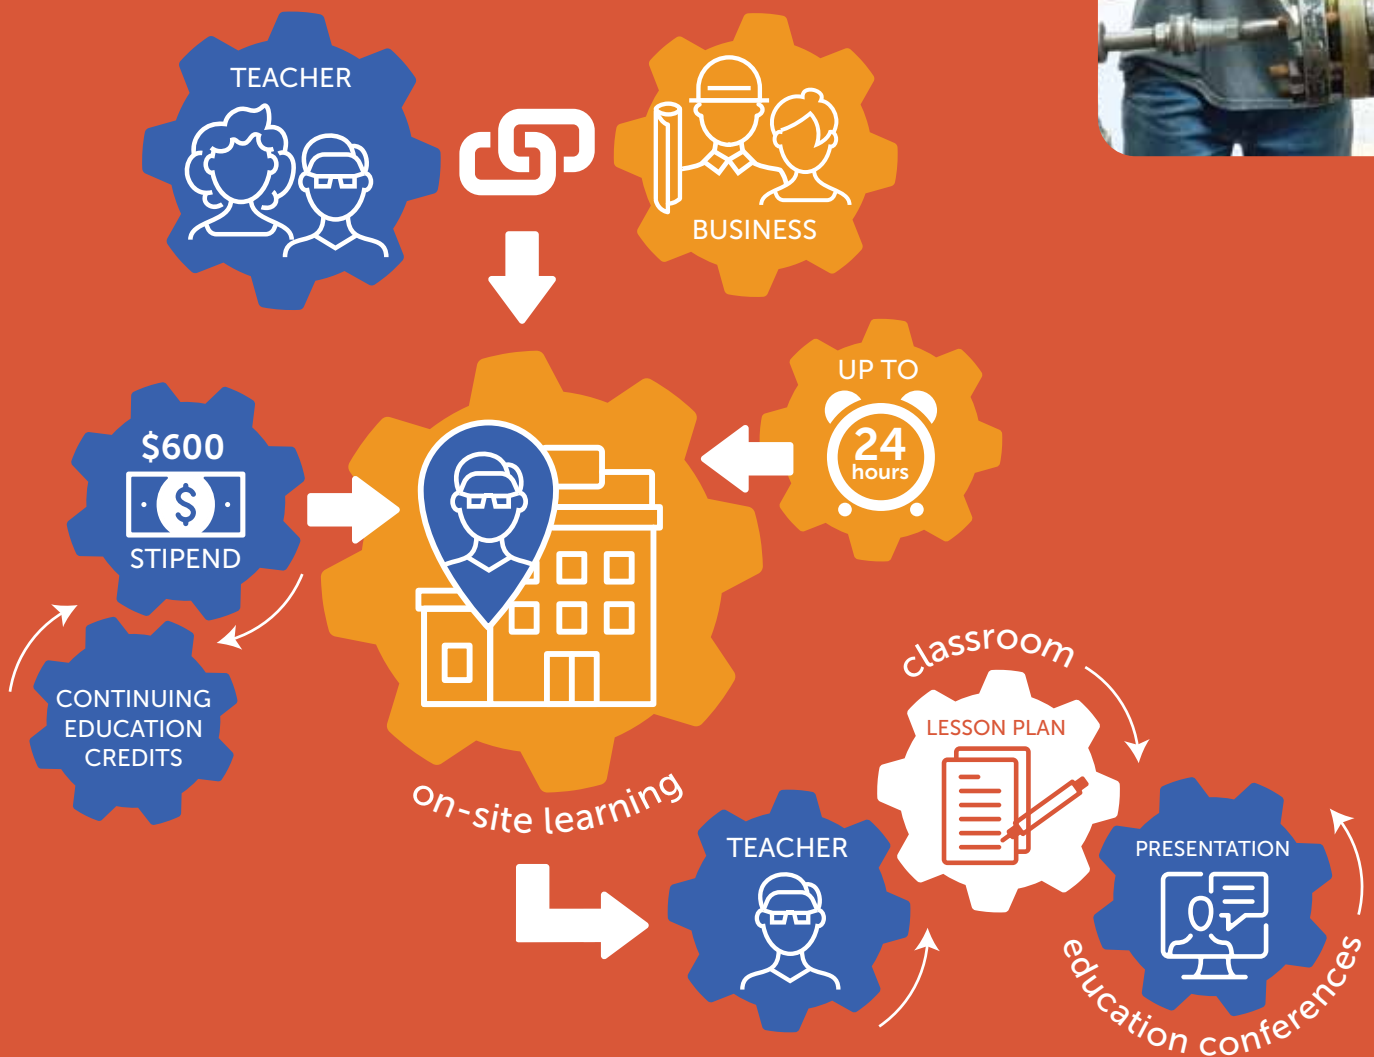 TEACHER
BUSINESS
UP TO
24
hours
$600
$
STIPEND
CONTINUING
EDUCATION
CREDITS
on-site learning
TEACHER
classroom
LESSON PLAN
PRESENTATION
education conferences